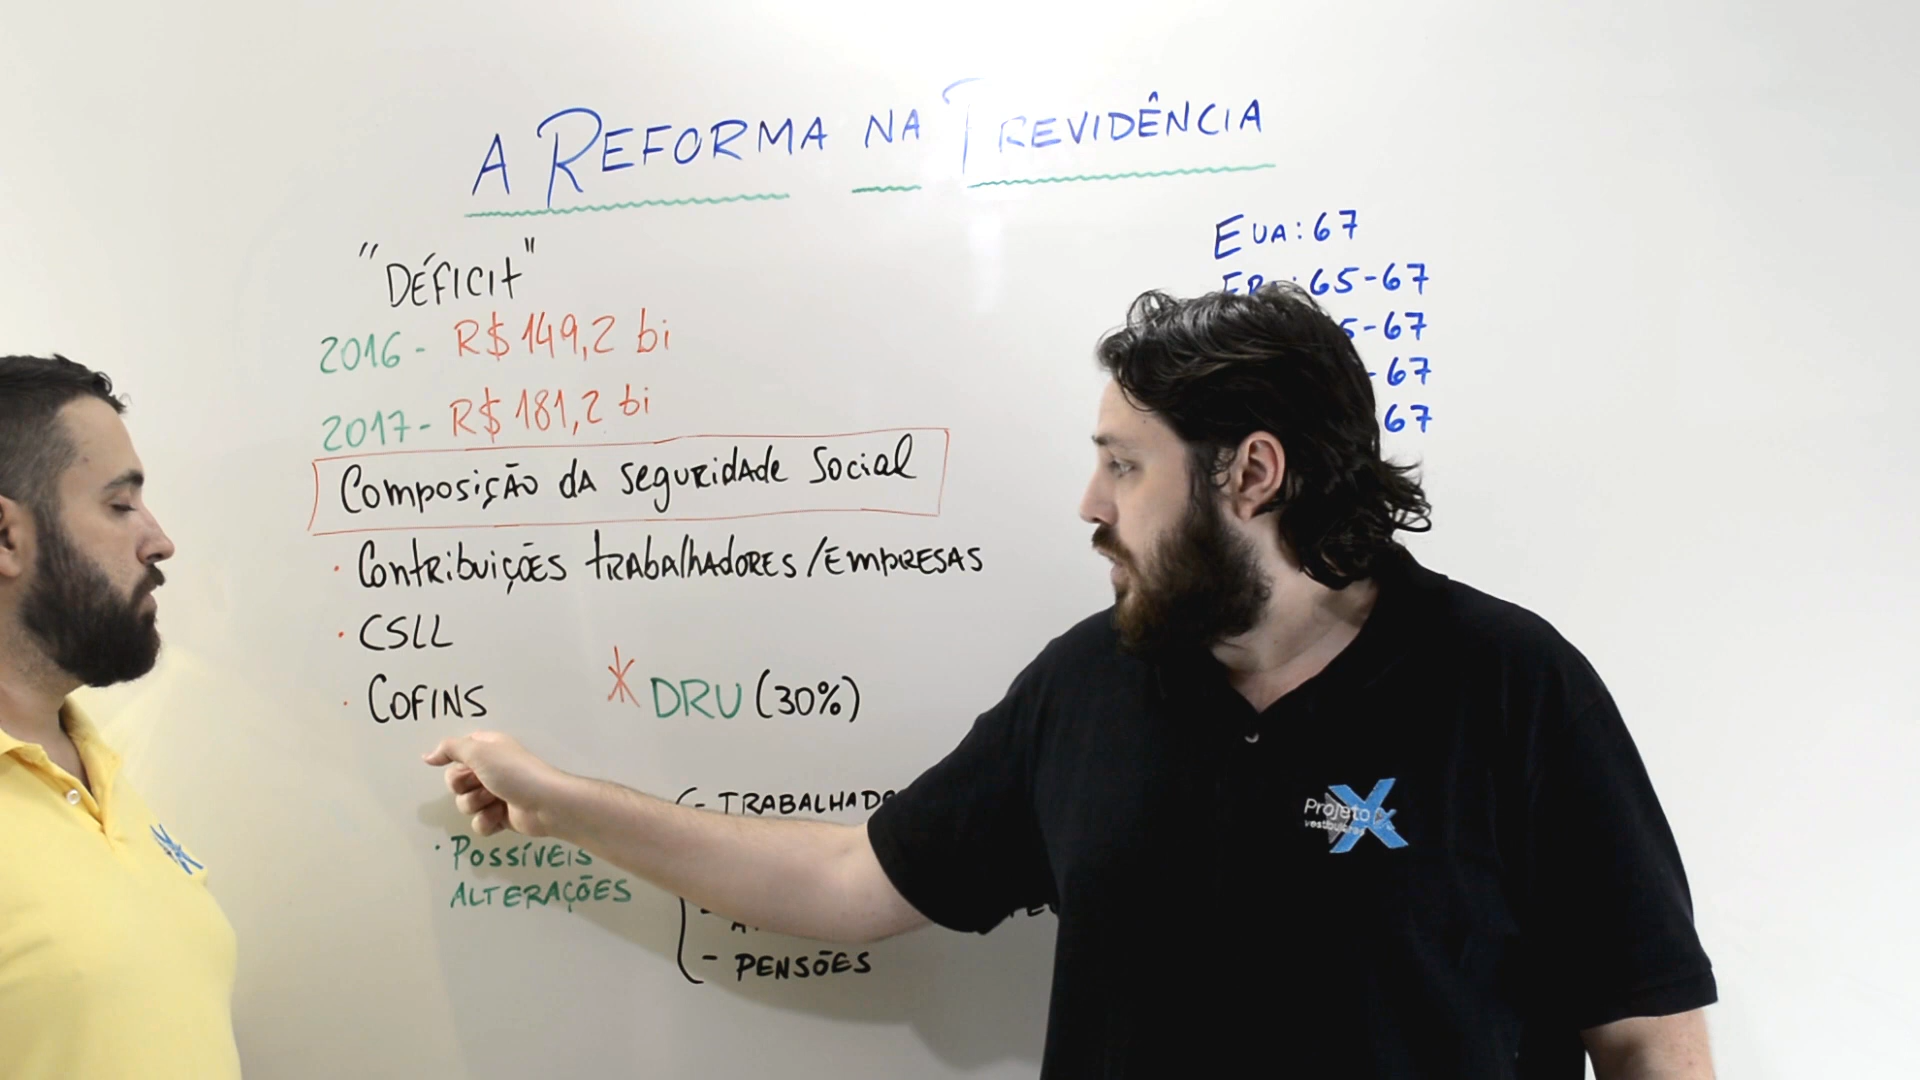 A REFORMA NA PREVIDÊNCIA
"DÉFICIT"
2016 - R$ 149,2 bi
2017 - R$ 181,2 bi
Composição da seguridade Social
· Contribuições trabalhadores / Empresas
· CSLL
· COFINS
* DRU (30%)
· POSSÍVEIS
ALTERAÇÕES
- PENSÕES
EUA: 67
: 65-67
-67
-67
67
Projeto X
vestibulares